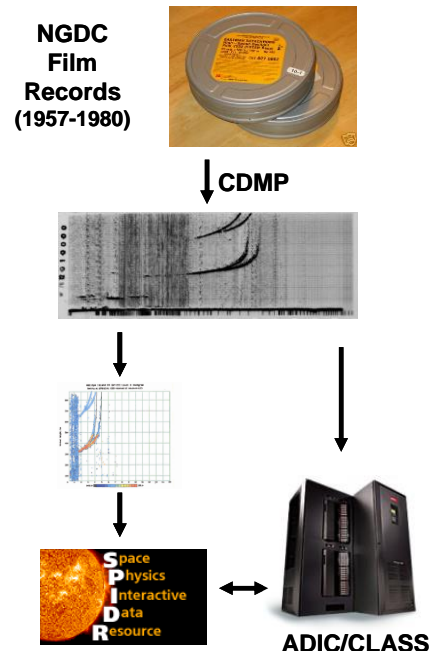 NGDC
Film
Records
(1957-1980)
CDMP
Space
Physics
Interactive
Data
Resource
ADIC/CLASS